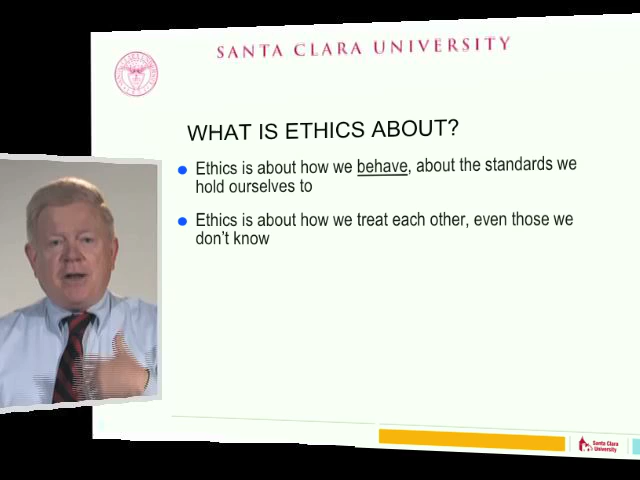 SANTA CLARA UNIVERSITY
WHAT IS ETHICS ABOUT?
Ethics is about how we behave, about the standards we
hold ourselves to
Ethics is about how we treat each other, even those we
don't know
Santa Clara
University